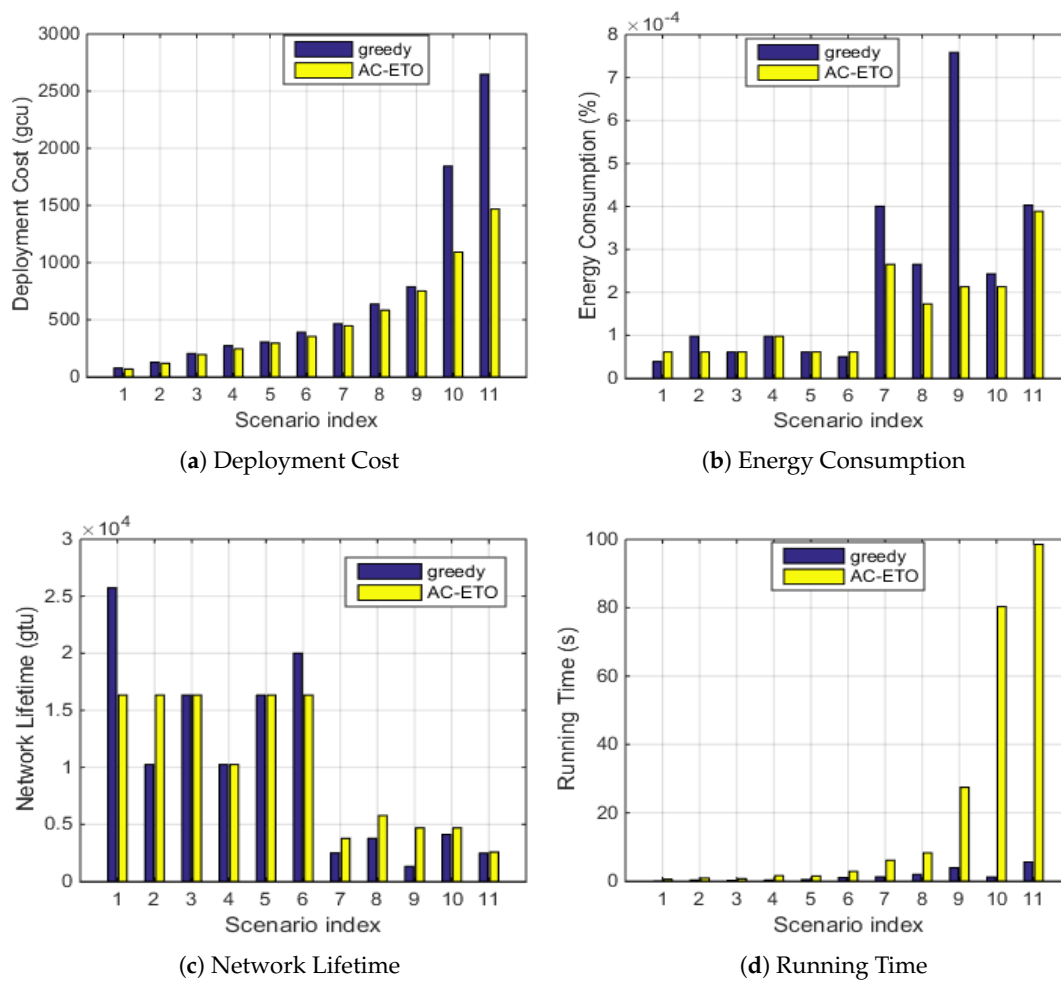 greedy
AC-ETO
3000
2500
2000
1500
1000
500
0
Deployment Cost (gcu)
1 2 3 4 5 6 7 8 9 10 11
Scenario index
(a) Deployment Cost
×10-4
greedy
AC-ETO
8
7
6
5
4
3
2
1
0
Energy Consumption (%)
1 2 3 4 5 6 7 8 9 10 11
Scenario index
(b) Energy Consumption
×10^4
greedy
AC-ETO
3
2.5
2
1.5
1
0.5
0
Network Lifetime (gtu)
1 2 3 4 5 6 7 8 9 10 11
Scenario index
(c) Network Lifetime
greedy
AC-ETO
100
80
60
40
20
0
Running Time (s)
1 2 3 4 5 6 7 8 9 10 11
Scenario index
(d) Running Time